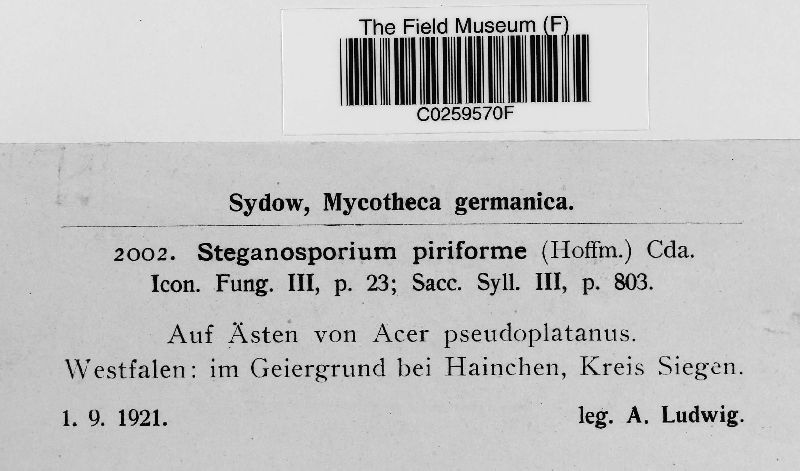 The Field Museum (F)
C0259570F
Sydow, Mycotheca germanica.
2002. Steganosporium piriforme (Hoffm.) Cda.
Icon. Fung. III, p. 23; Sacc. Syll. III, p. 803.
Auf Ästen von Acer pseudoplatanus.
Westfalen: im Geiergrund bei Hainchen, Kreis Siegen.
1. 9. 1921. leg. A. Ludwig.